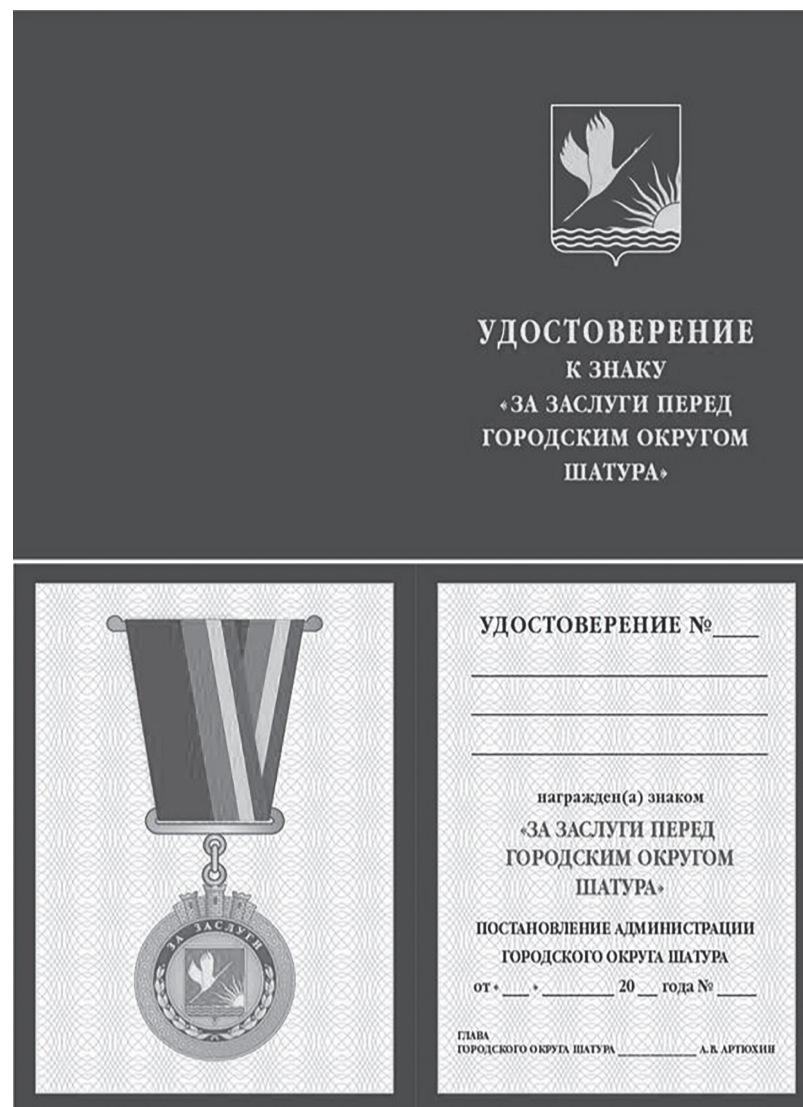 УДОСТОВЕРЕНИЕ
К ЗНАКУ
«ЗА ЗАСЛУГИ ПЕРЕД
ГОРОДСКИМ ОКРУГОМ
ШАТУРА»
ЗА ЗАСЛУГИ
УДОСТОВЕРЕНИЕ №____
награжден(а) знаком
«ЗА ЗАСЛУГИ ПЕРЕД
ГОРОДСКИМ ОКРУГОМ
ШАТУРА»
ПОСТАНОВЛЕНИЕ АДМИНИСТРАЦИИ
ГОРОДСКОГО ОКРУГА ШАТУРА
от « ___ » ________ 20 __ года № ____
ГЛАВА
ГОРОДСКОГО ОКРУГА ШАТУРА ____________ А.В. АРТЮХИН